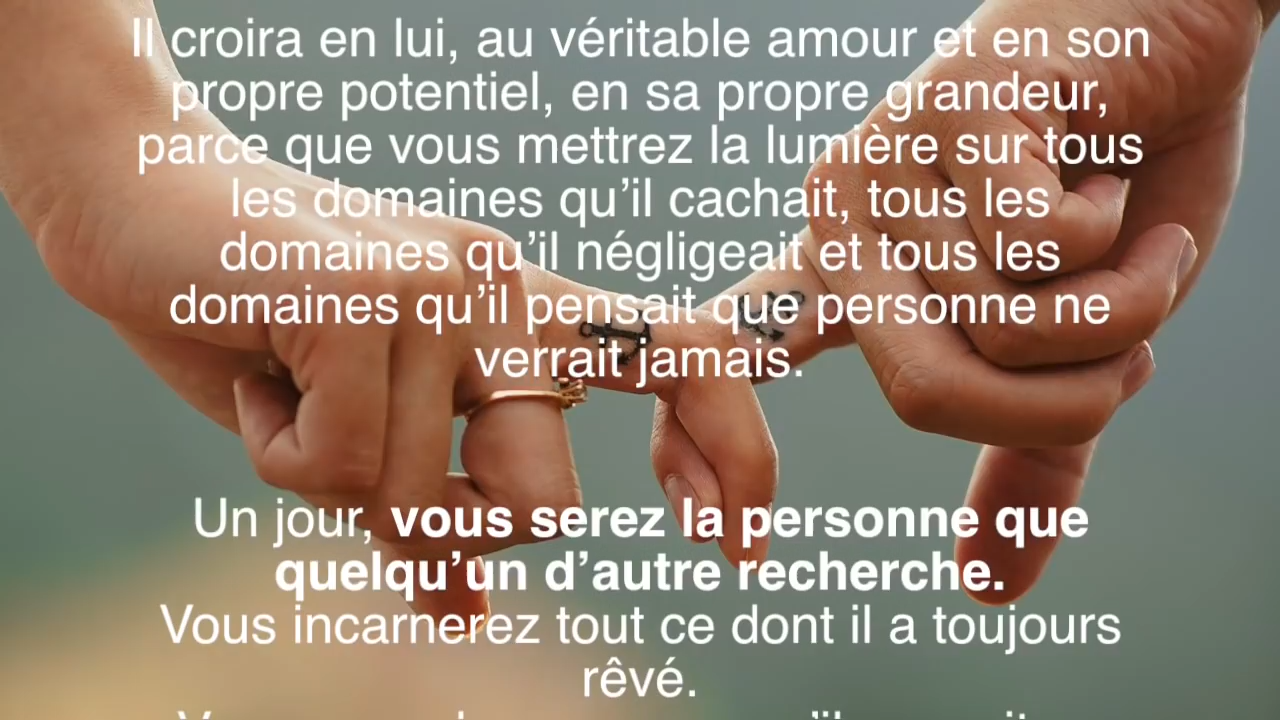 Il croira en lui, au véritable amour et en son
propre potentiel, en sa propre grandeur,
parce que vous mettrez la lumière sur tous
les domaines qu’il cachait, tous les
domaines qu’il négligeait et tous les
domaines qu’il pensait que personne ne
verrait jamais.
Un jour, vous serez la personne que
quelqu’un d’autre recherche.
Vous incarnerez tout ce dont il a toujours
rêvé.